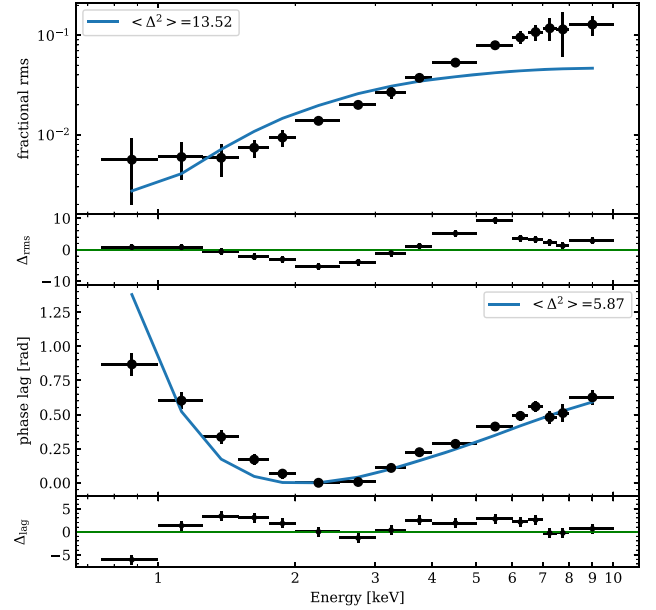 < Δ² > =13.52
10⁻¹
10⁻²
fractional rms
10
0
−10
Δrms
< Δ² > =5.87
1.25
1.00
0.75
0.50
0.25
0.00
phase lag [rad]
5
0
−5
Δlag
1 2 3 4 5 6 7 8 9 10
Energy [keV]